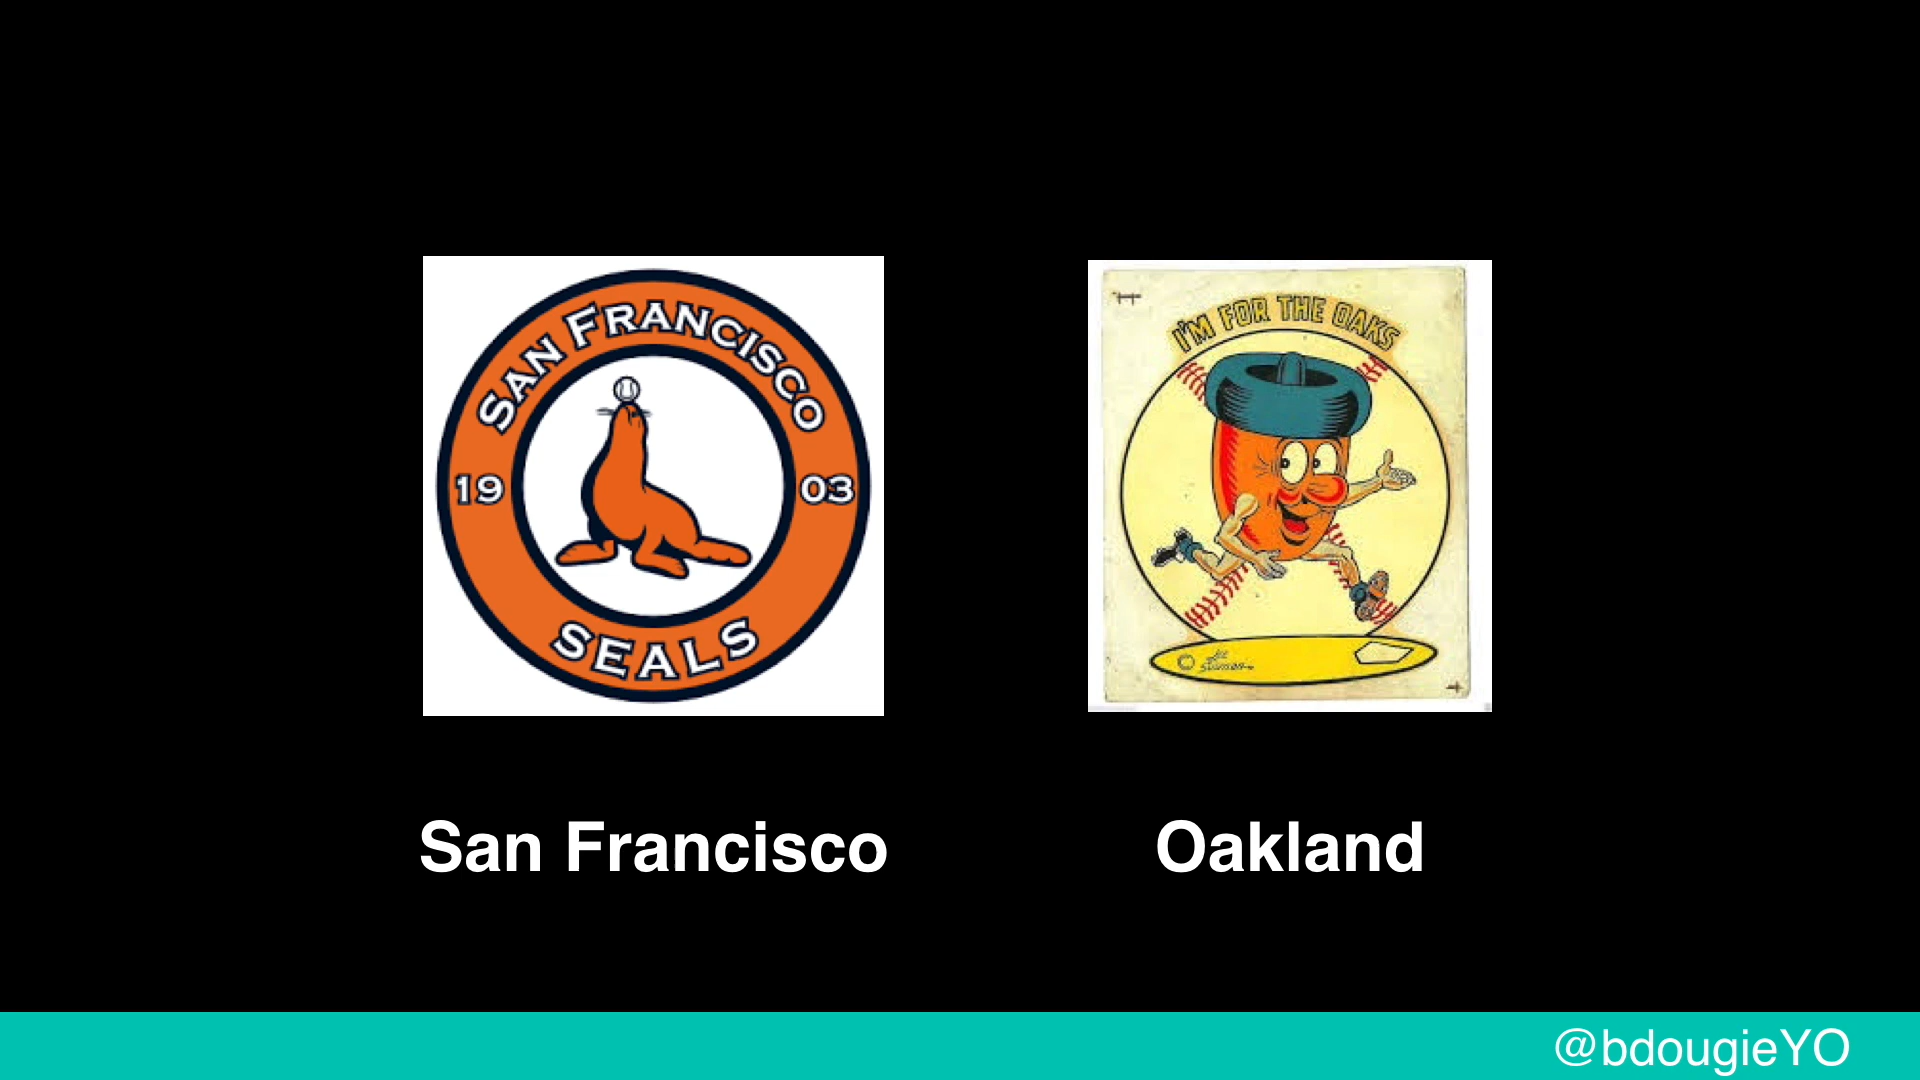 SAN FRANCISCO
19 03
SEALS
I'M FOR THE OAKS
©
San Francisco
Oakland
@bdougieYO